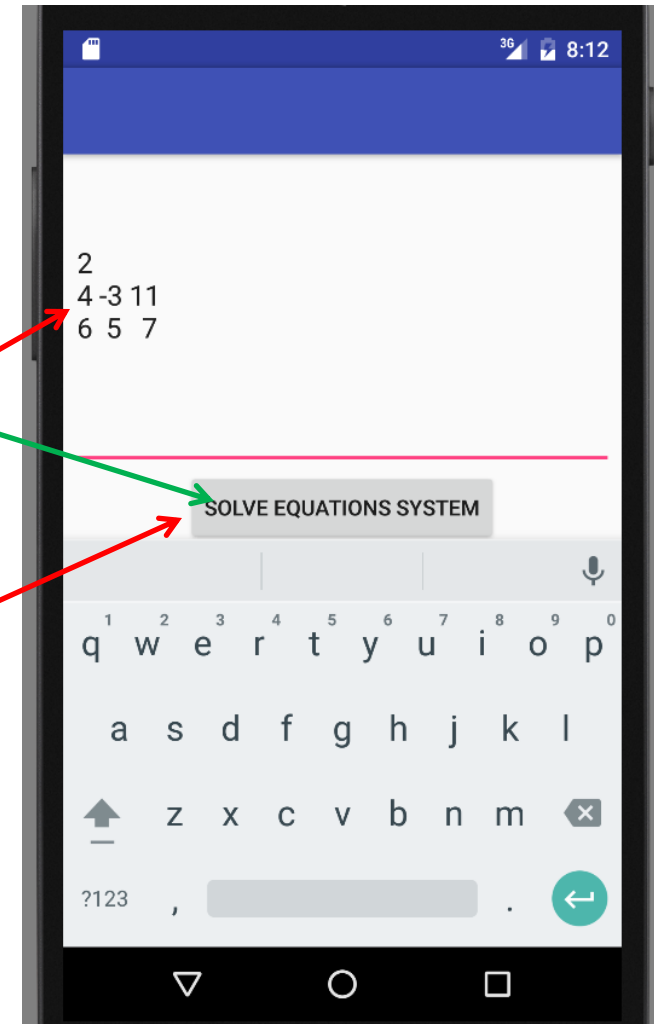 3G 8:12
2
4 -3 11
6 5 7
SOLVE EQUATIONS SYSTEM
1 2 3 4 5 6 7 8 9 0
q w e r t y u i o p
a s d f g h j k l
z x c v b n m
?123 , .